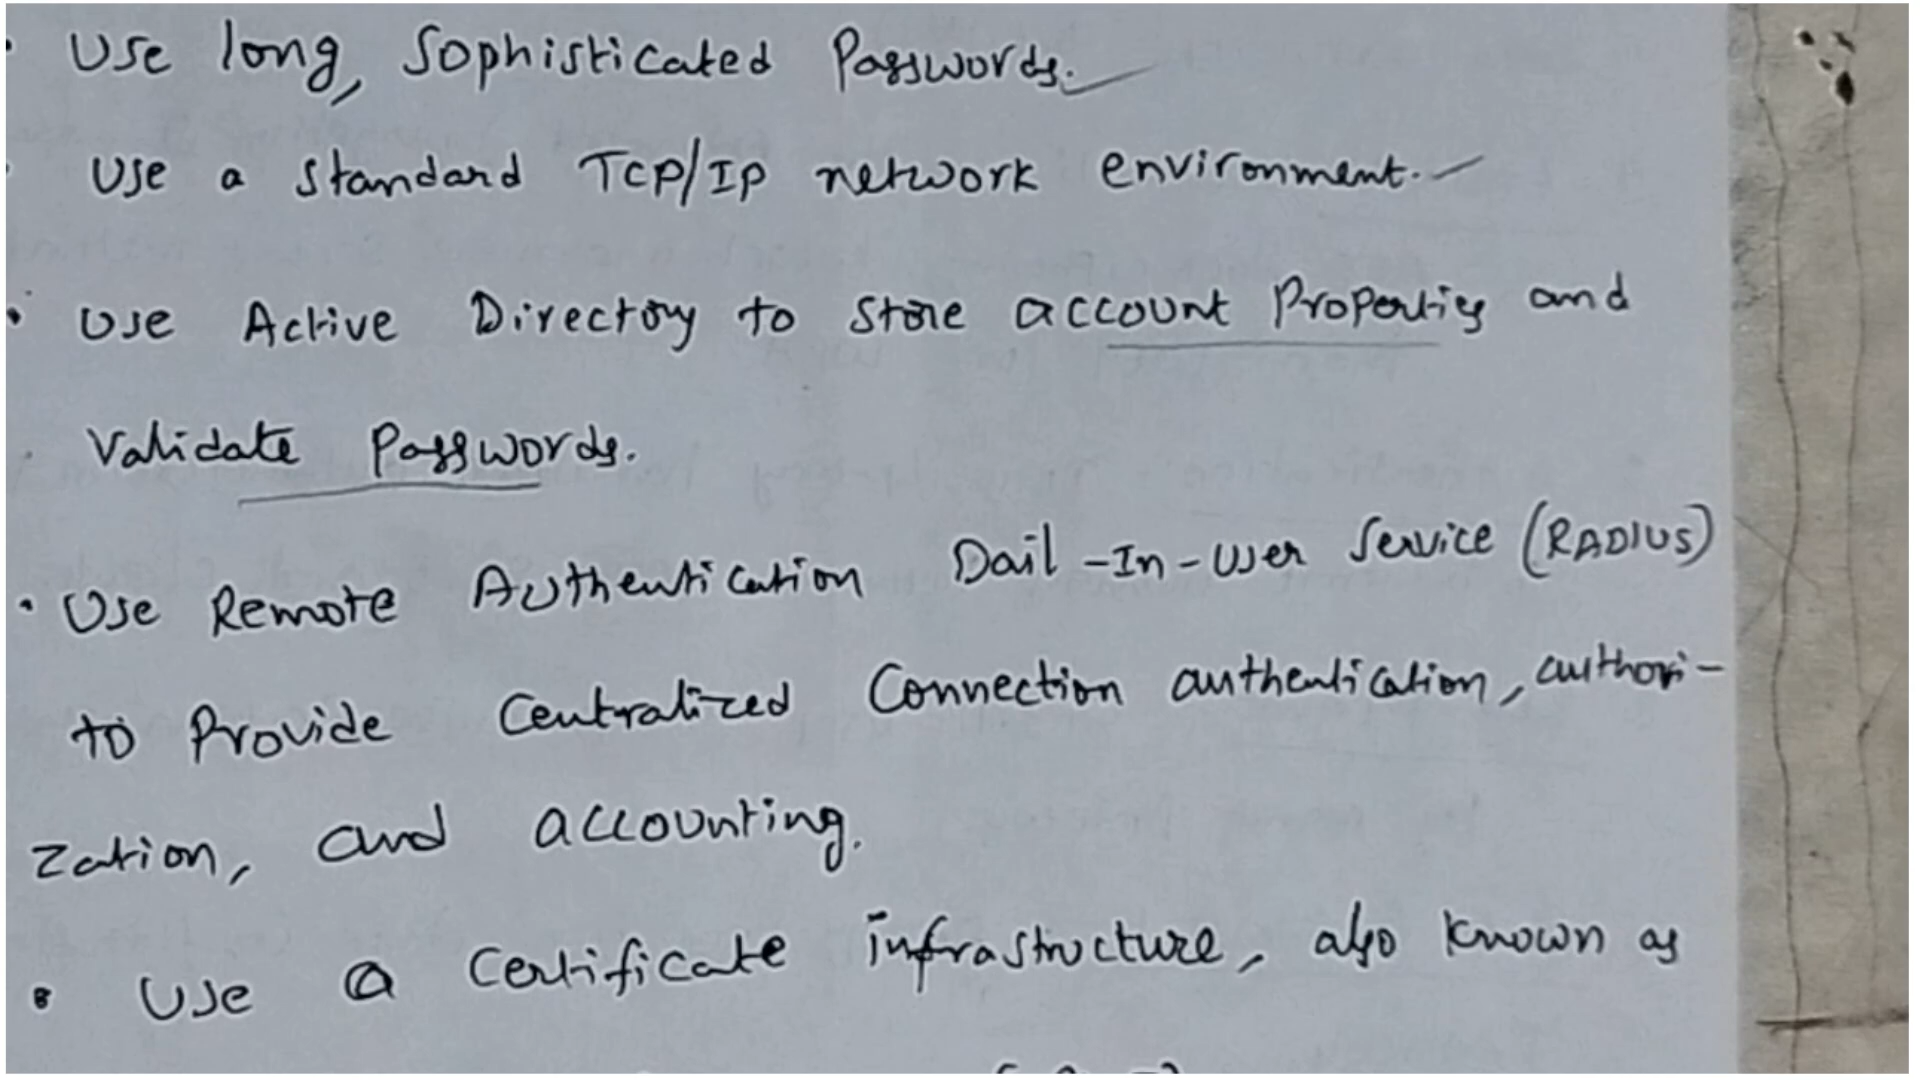 • Use long, Sophisticated Passwords.
• Use a standard TCP/IP network environment.
• Use Active Directory to store account Properties and
Validate Passwords.
• Use Remote Authentication Dail-In-User Service (RADIUS)
to Provide Centralized Connection authentication, authori-
zation, and accounting.
• Use a Certificate infrastructure, also known as